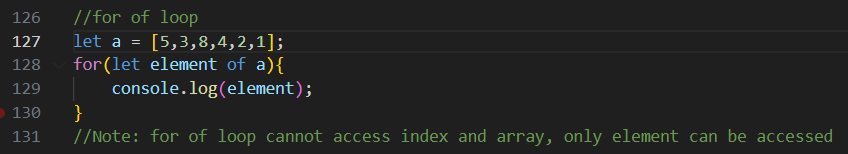 126 //for of loop
127 let a = [5,3,8,4,2,1];
128 for(let element of a){
129     console.log(element);
130 }
131 //Note: for of loop cannot access index and array, only element can be accessed